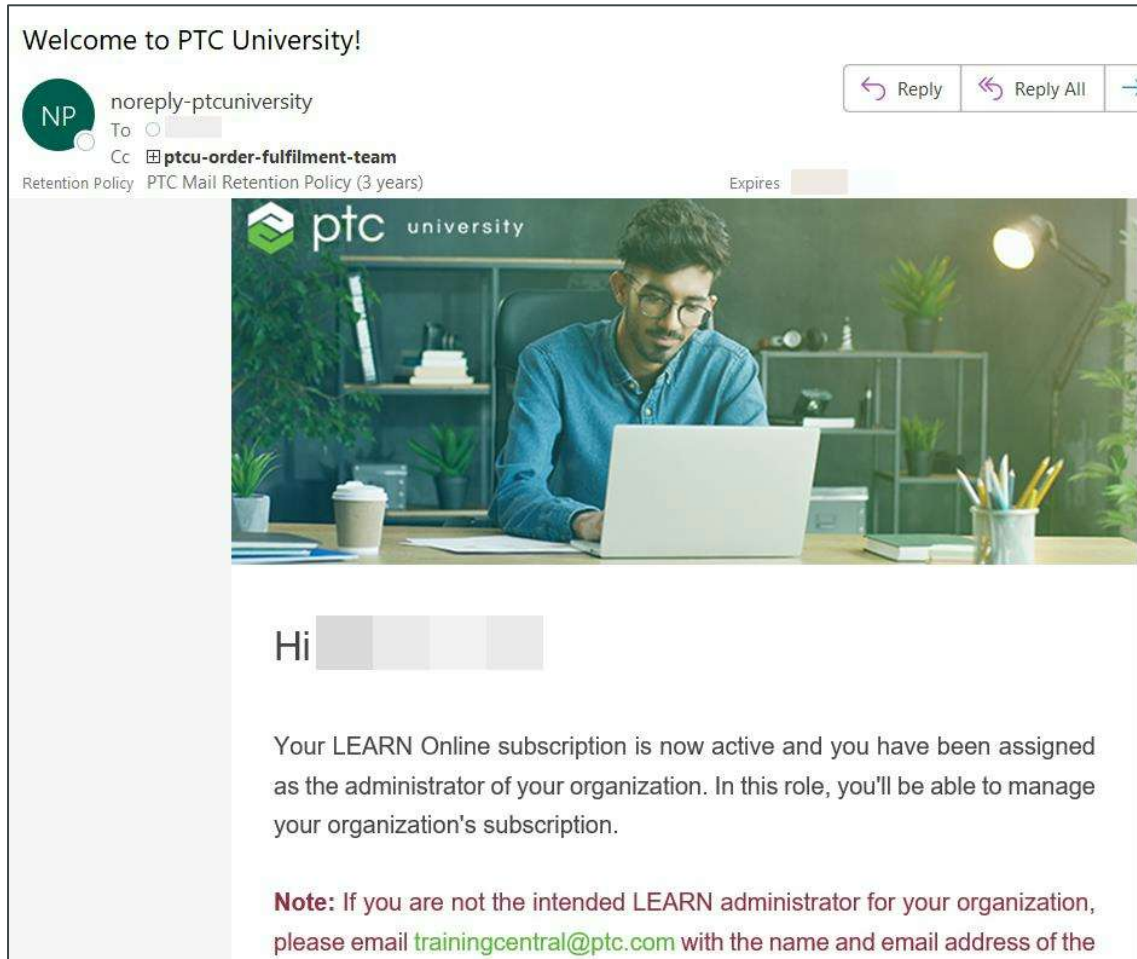 Welcome to PTC University!
NP
noreply-ptcuniversity
Reply
Reply All
To
Cc ptcu-order-fulfilment-team
Retention Policy PTC Mail Retention Policy (3 years)
Expires
ptc university
Hi
Your LEARN Online subscription is now active and you have been assigned
as the administrator of your organization. In this role, you'll be able to manage
your organization's subscription.
Note: If you are not the intended LEARN administrator for your organization,
please email trainingcentral@ptc.com with the name and email address of the